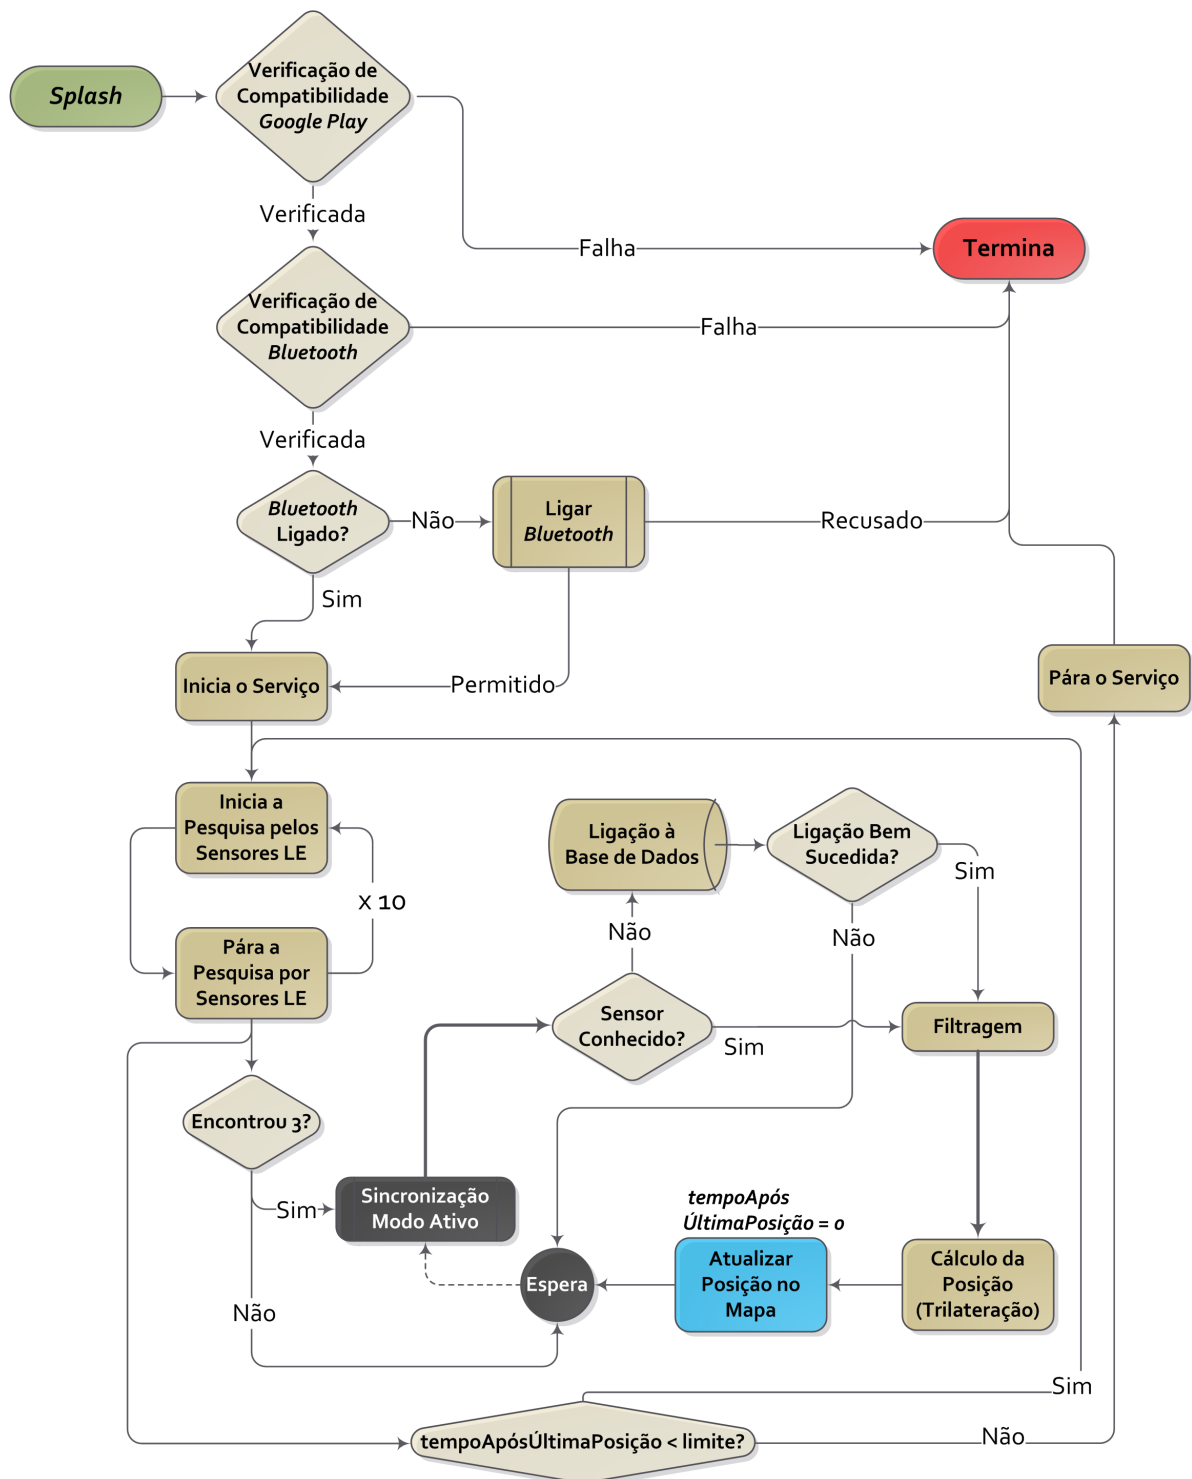 Splash
Verificação de
Compatibilidade
Google Play
Verificada
Falha
Termina
Verificação de
Compatibilidade
Bluetooth
Falha
Verificada
Bluetooth
Ligado?
Não
Ligar
Bluetooth
Recusado
Sim
Inicia o Serviço
Permitido
Pára o Serviço
Inicia a
Pesquisa pelos
Sensores LE
x 10
Pára a
Pesquisa por
Sensores LE
Ligação à
Base de Dados
Ligação Bem
Sucedida?
Sim
Não
Não
Sensor
Conhecido?
Sim
Filtragem
Encontrou 3?
Sim
Sincronização
Modo Ativo
tempoApós
ÚltimaPosição = 0
Atualizar
Posição no
Mapa
Cálculo da
Posição
(Trilateração)
Espera
Não
Sim
tempoApósÚltimaPosição < limite?
Não